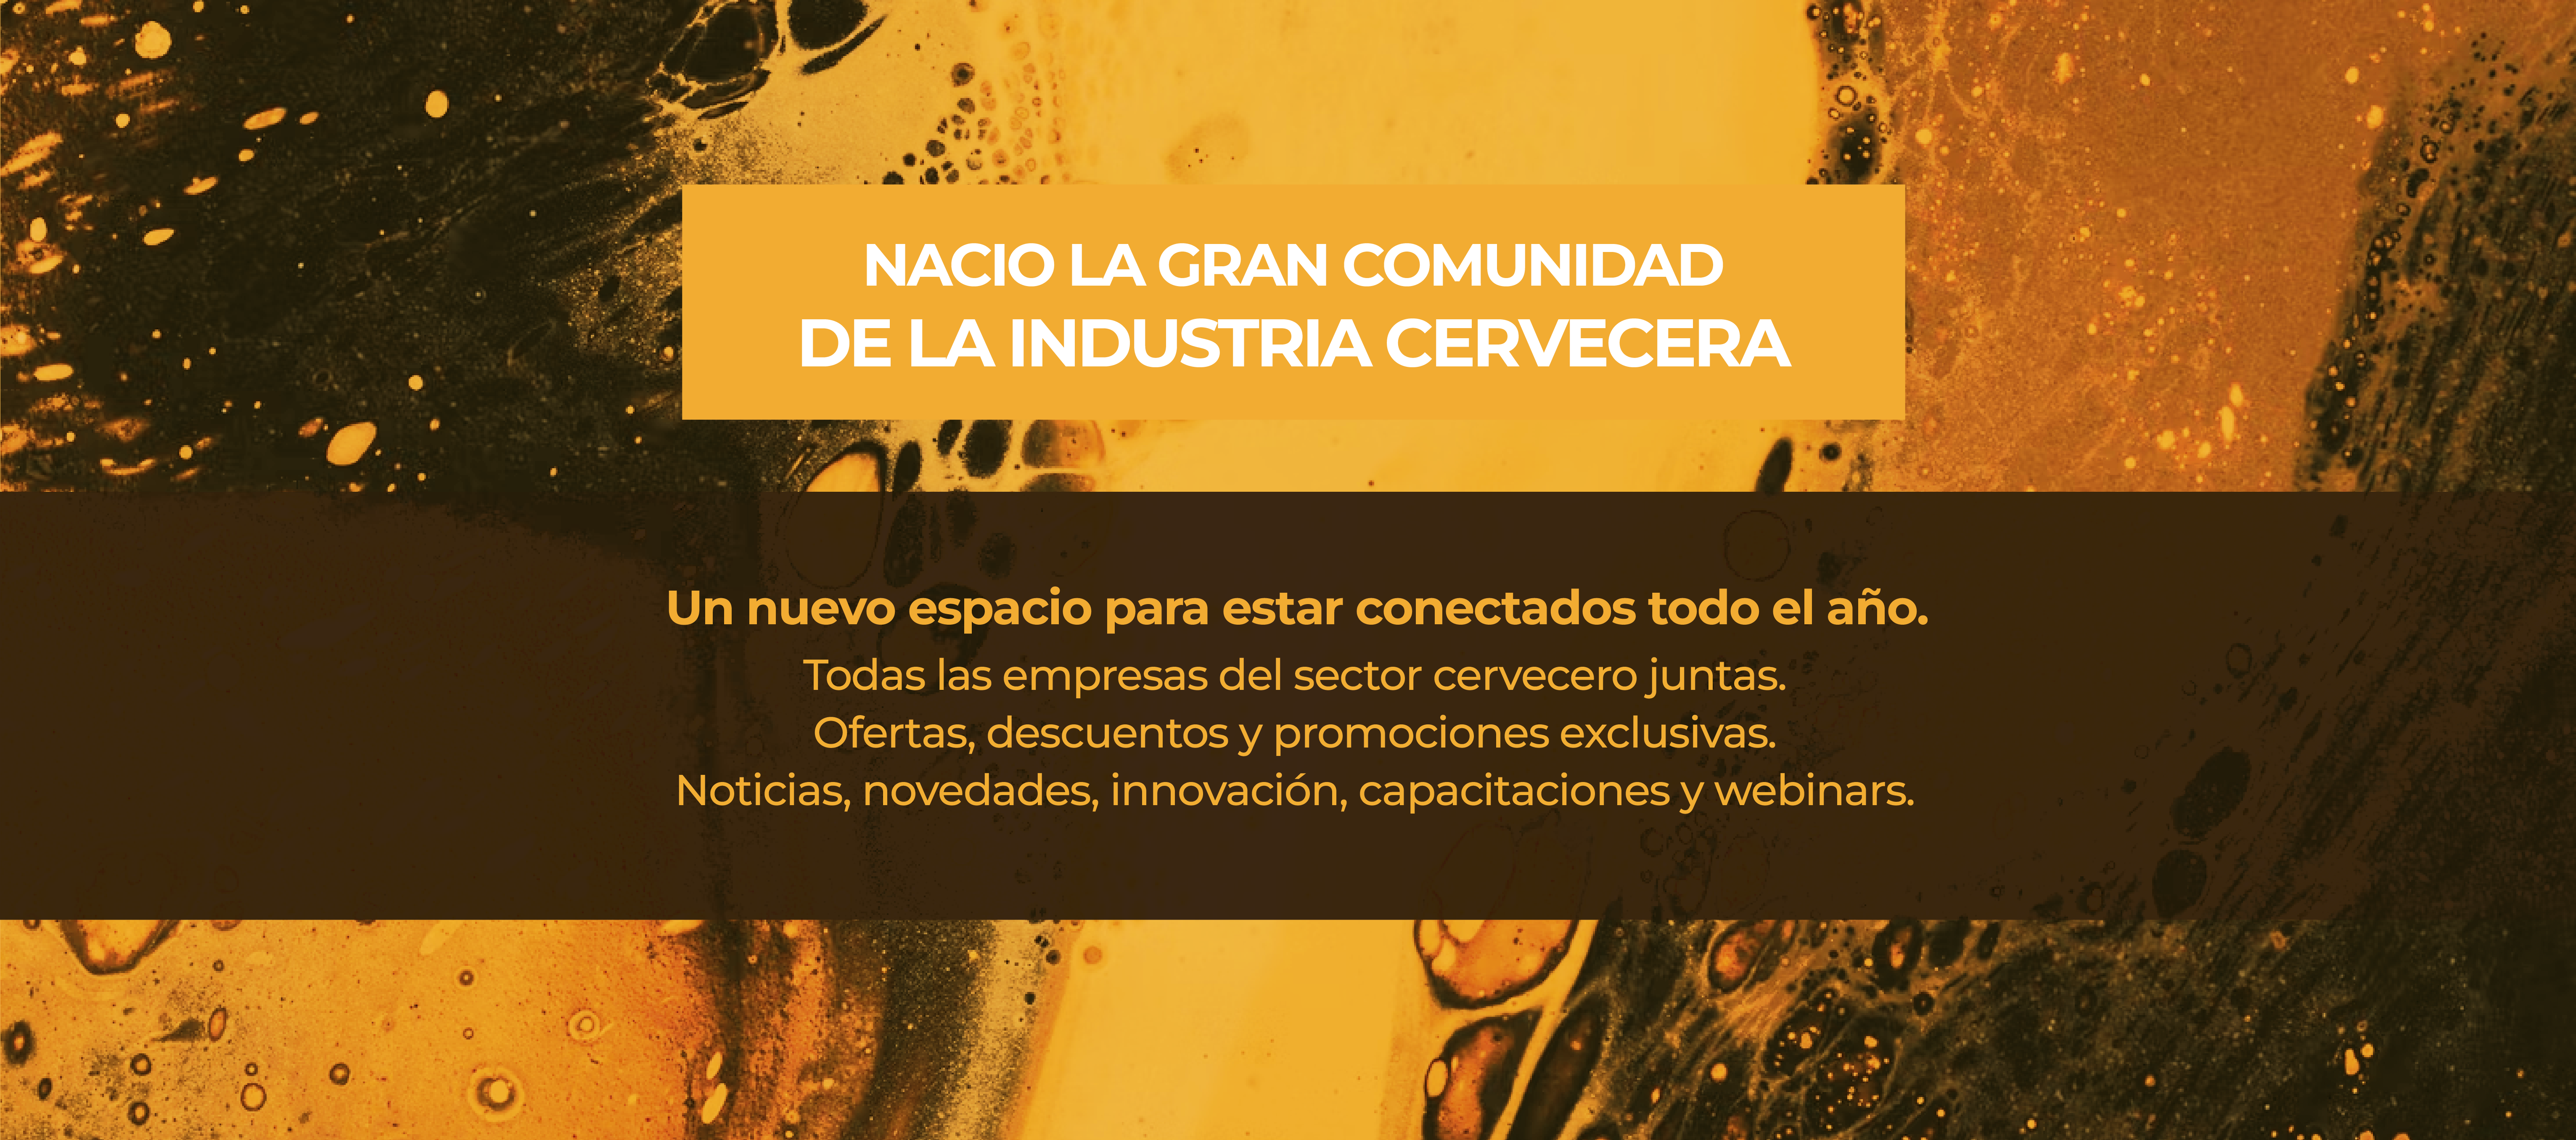 NACIO LA GRAN COMUNIDAD
DE LA INDUSTRIA CERVECERA
Un nuevo espacio para estar conectados todo el año.
Todas las empresas del sector cervecero juntas.
Ofertas, descuentos y promociones exclusivas.
Noticias, novedades, innovación, capacitaciones y webinars.